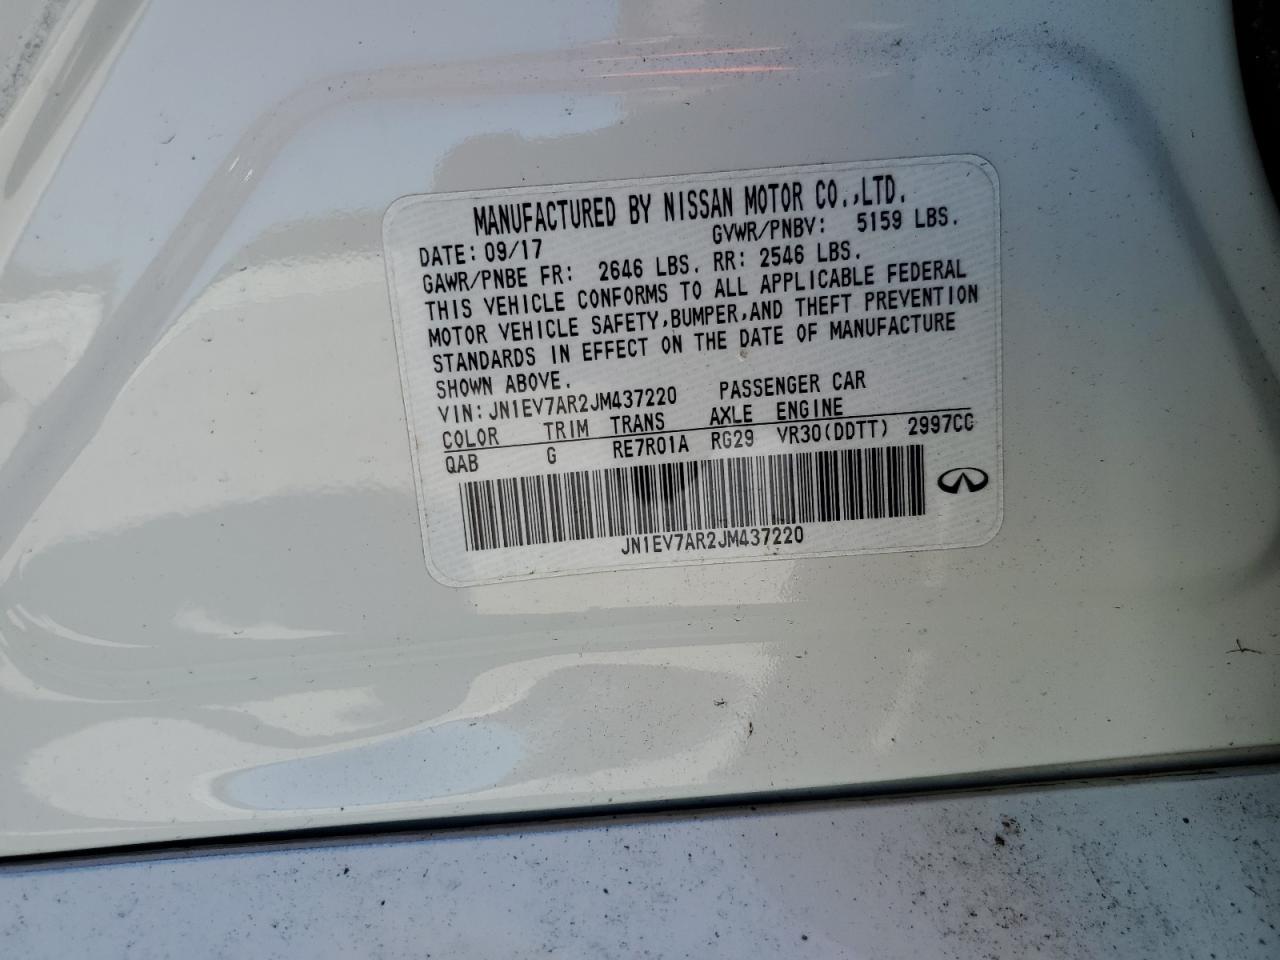 MANUFACTURED BY NISSAN MOTOR CO.,LTD.
DATE: 09/17 GVWR/PNBV: 5159 LBS.
GAWR/PNBE FR: 2646 LBS. RR: 2546 LBS.
THIS VEHICLE CONFORMS TO ALL APPLICABLE FEDERAL
MOTOR VEHICLE SAFETY,BUMPER,AND THEFT PREVENTION
STANDARDS IN EFFECT ON THE DATE OF MANUFACTURE
SHOWN ABOVE.
VIN: JN1EV7AR2JM437220 PASSENGER CAR
COLOR TRIM TRANS AXLE ENGINE
QAB G RE7R01A RG29 VR30(DDTT) 2997CC
JN1EV7AR2JM437220